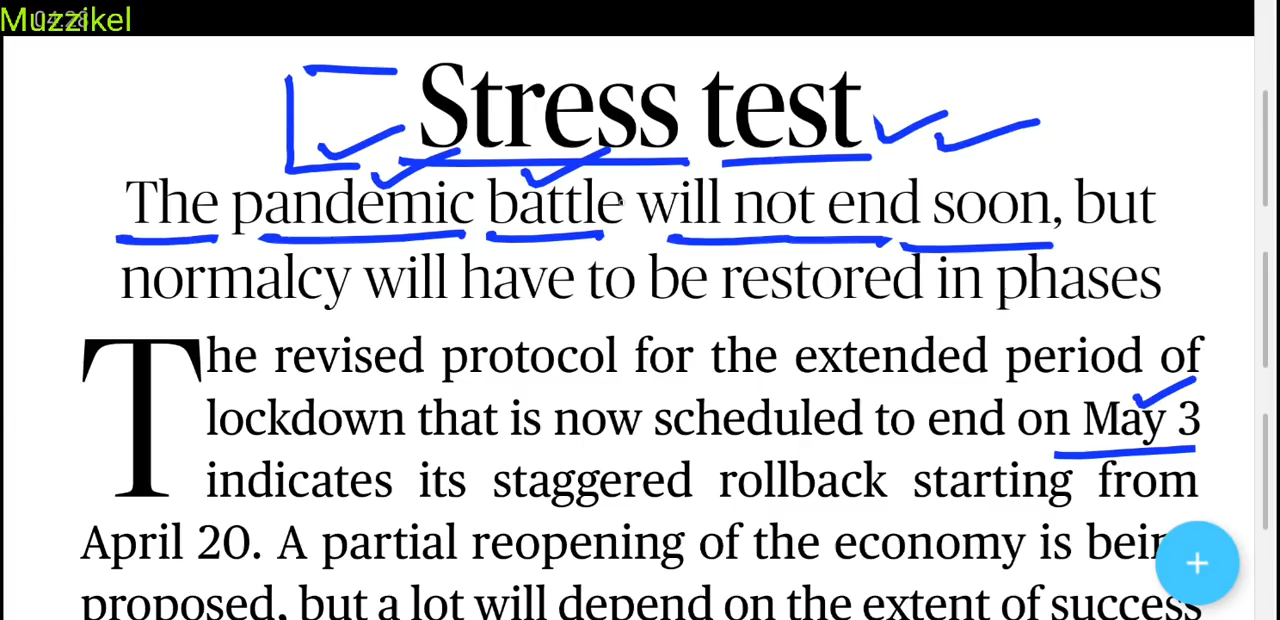 Muzzikel
04:28
Stress test
The pandemic battle will not end soon, but
normalcy will have to be restored in phases
The revised protocol for the extended period of
lockdown that is now scheduled to end on May 3
indicates its staggered rollback starting from
April 20. A partial reopening of the economy is being
proposed, but a lot will depend on the extent of success